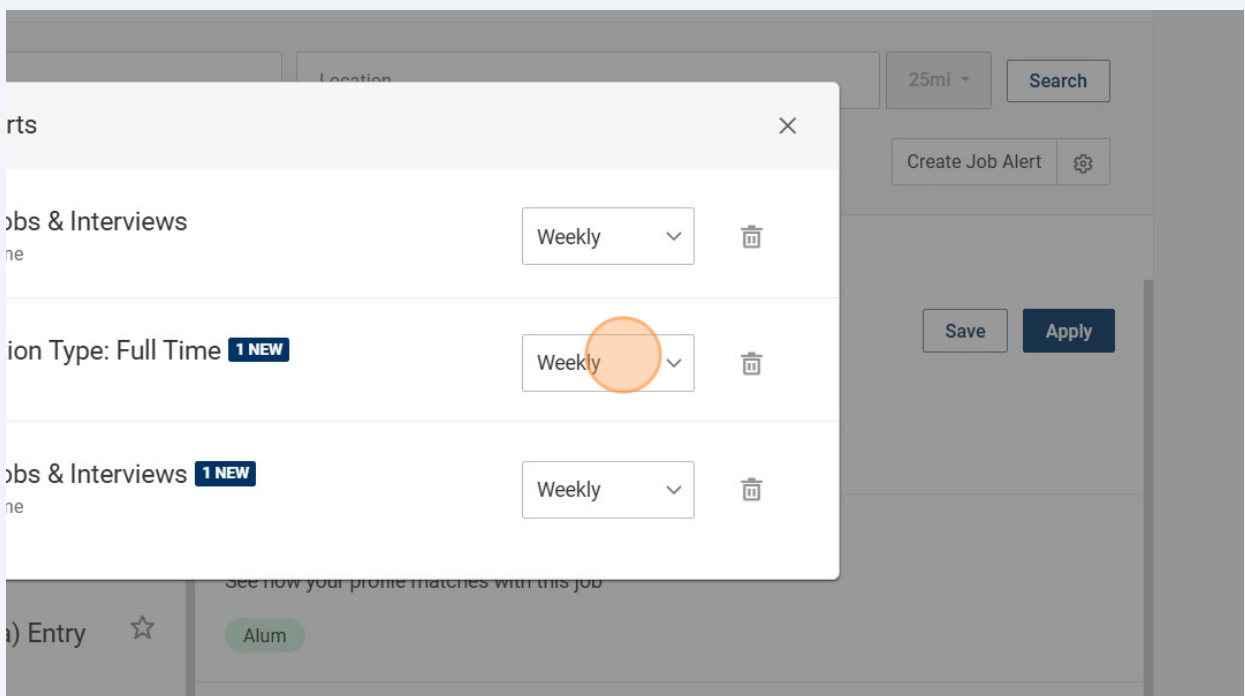 Location
25mi
Search
rts
Create Job Alert
obs & Interviews
Weekly
ne
Save
Apply
ion Type: Full Time 1 NEW
Weekly
obs & Interviews 1 NEW
Weekly
ne
See how your profile matches with this job
a) Entry
Alum